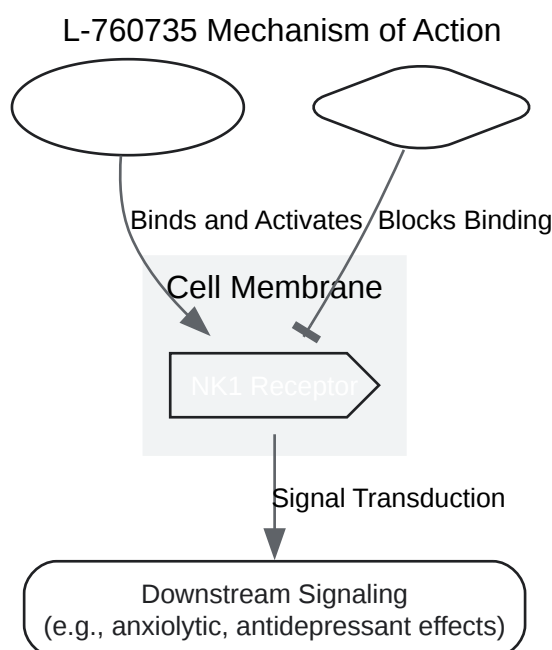 L-760735 Mechanism of Action
Binds and Activates
Blocks Binding
Cell Membrane
NK1 Receptor
Signal Transduction
Downstream Signaling
(e.g., anxiolytic, antidepressant effects)